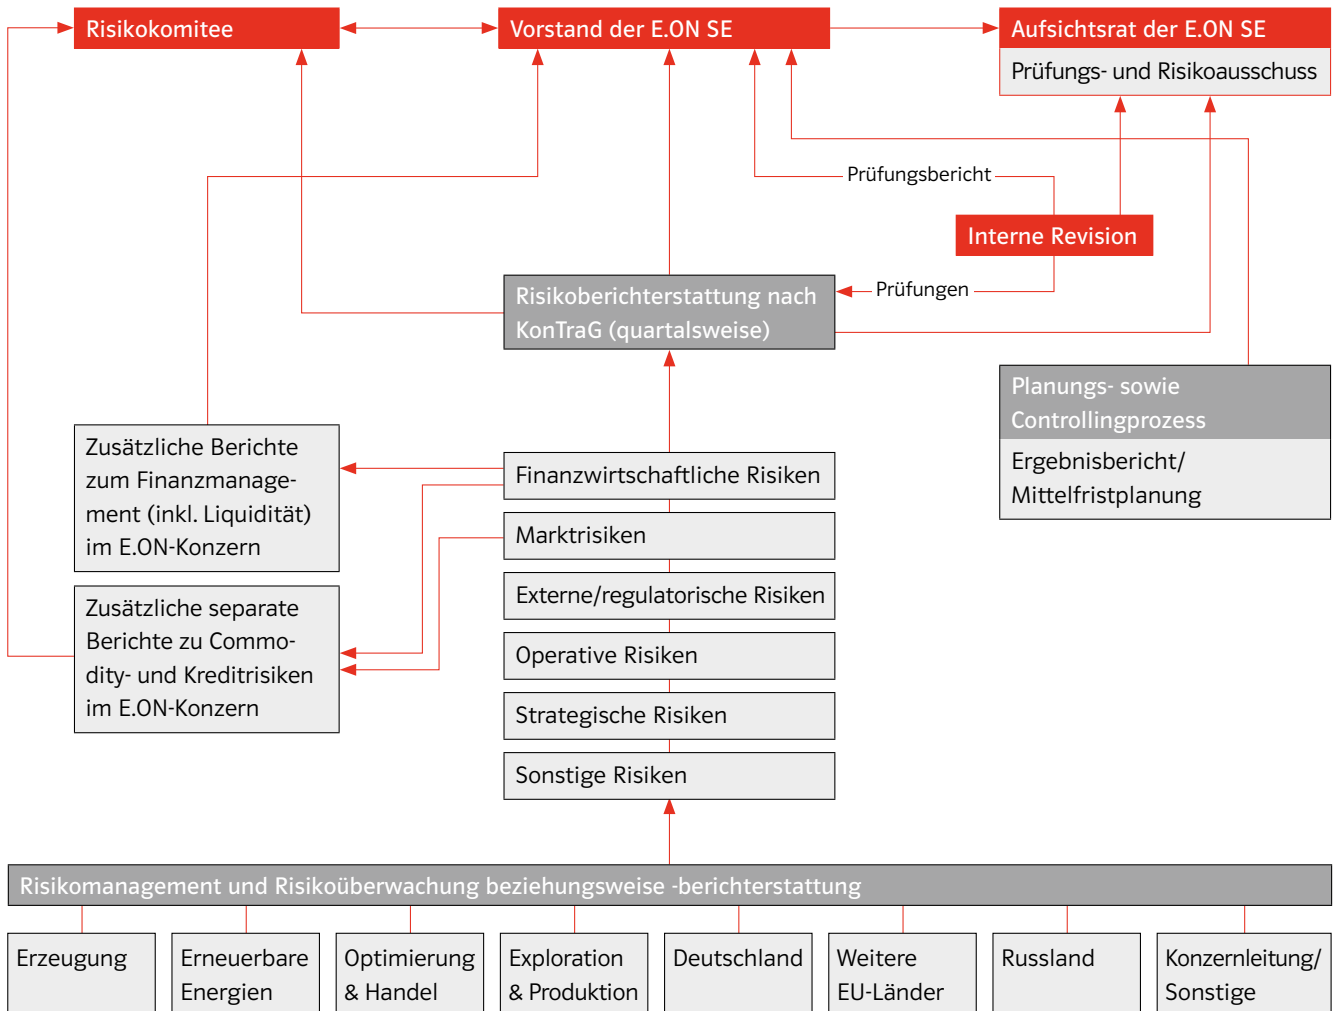 Risikokomitee
Vorstand der E.ON SE
Aufsichtsrat der E.ON SE
Prüfungs- und Risikoausschuss
Prüfungsbericht
Interne Revision
Prüfungen
Risikoberichterstattung nach
KonTraG (quartalsweise)
Planungs- sowie
Controllingprozess
Ergebnisbericht/
Mittelfristplanung
Zusätzliche Berichte
zum Finanzmanage-
ment (inkl. Liquidität)
im E.ON-Konzern
Zusätzliche separate
Berichte zu Commo-
dity- und Kreditrisiken
im E.ON-Konzern
Finanzwirtschaftliche Risiken
Marktrisiken
Externe/regulatorische Risiken
Operative Risiken
Strategische Risiken
Sonstige Risiken
Risikomanagement und Risikoüberwachung beziehungsweise -berichterstattung
Erzeugung
Erneuerbare
Energien
Optimierung
& Handel
Exploration
& Produktion
Deutschland
Weitere
EU-Länder
Russland
Konzernleitung/
Sonstige